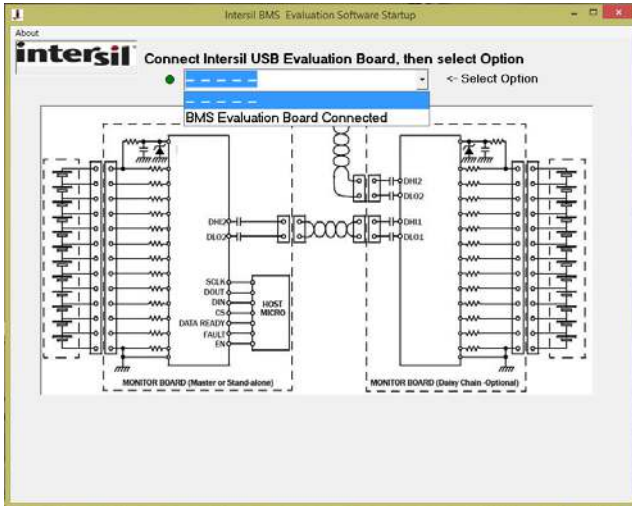 Intersil BMS Evaluation Software Startup
About
intersil
Connect Intersil USB Evaluation Board, then select Option
- - - - -
<- Select Option
- - - - -
BMS Evaluation Board Connected
DHI2
DLO2
DHI2
DLO2
DHI1
DLO1
SCLK
DOUT
DIN
CS
DATA READY
FAULT
EN
HOST
MICRO
MONITOR BOARD (Master or Stand-alone)
MONITOR BOARD (Daisy Chain -Optional)